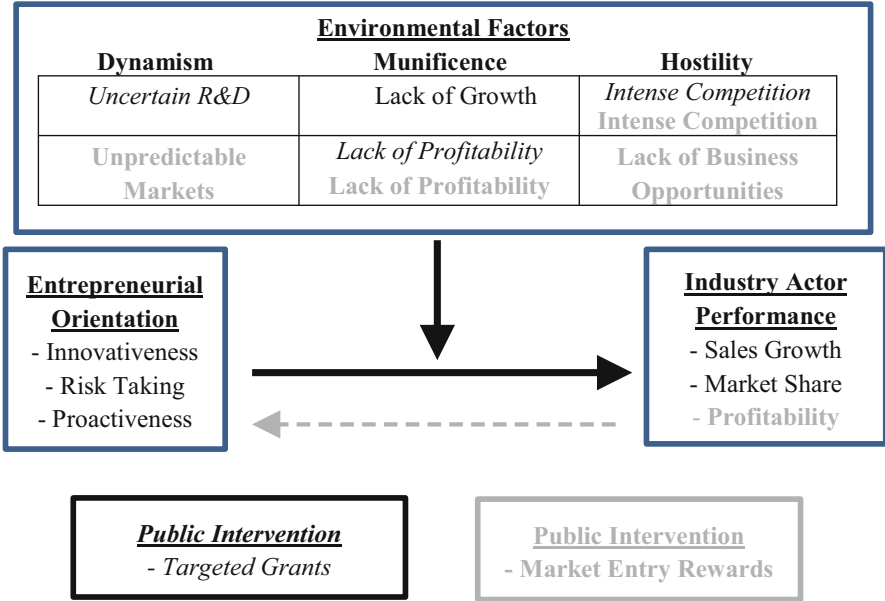 Environmental Factors
Dynamism Munificence Hostility
Uncertain R&D Lack of Growth Intense Competition
Intense Competition
Unpredictable Markets Lack of Profitability Lack of Business Opportunities
Lack of Profitability
Entrepreneurial
Orientation
- Innovativeness
- Risk Taking
- Proactiveness
Industry Actor
Performance
- Sales Growth
- Market Share
- Profitability
Public Intervention
- Targeted Grants
Public Intervention
- Market Entry Rewards